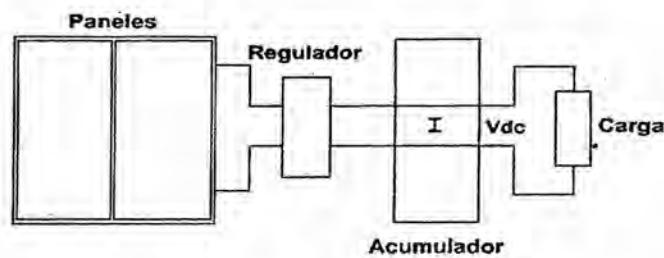 Paneles
Regulador
I
Vdc
Carga
Acumulador